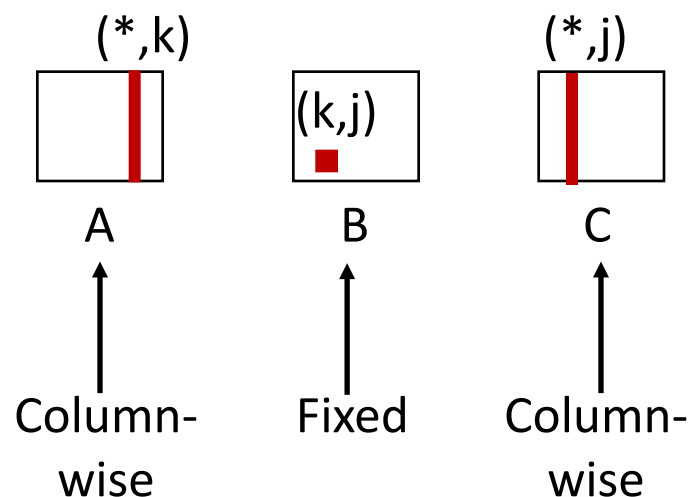 (*,k)
(k,j)
(*,j)
A
B
C
Column-
wise
Fixed
Column-
wise